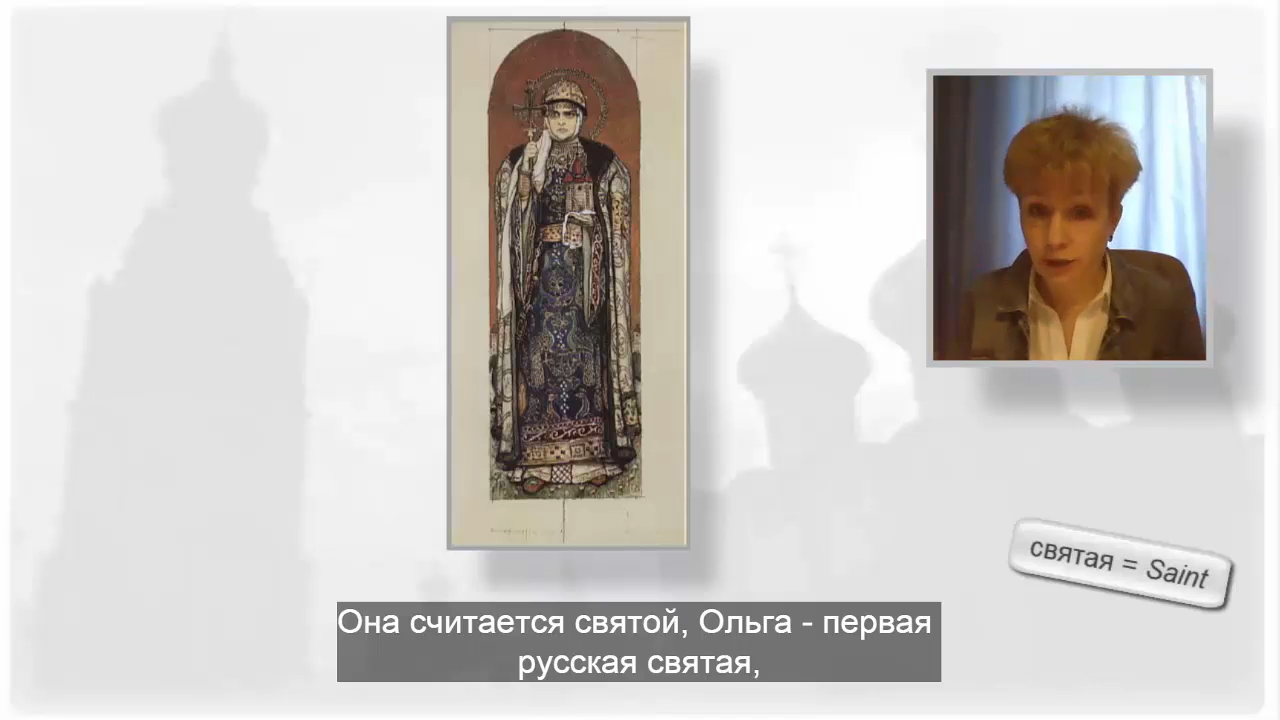 святая = Saint
Она считается святой, Ольга - первая
русская святая,